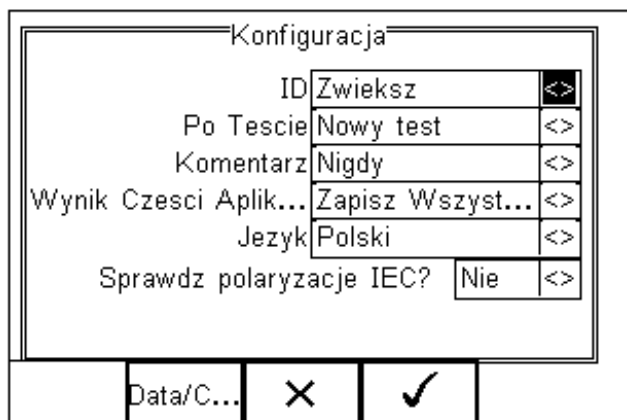 Konfiguracja
ID Zwieksz <>
Po Tescie Nowy test <>
Komentarz Nigdy <>
Wynik Czesci Aplik... Zapisz Wszyst... <>
Jezyk Polski <>
Sprawdz polaryzacje IEC? Nie <>
Data/C...